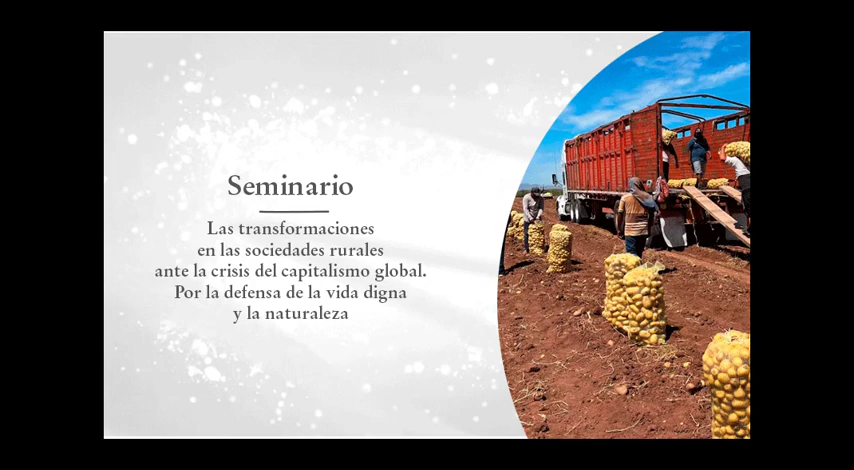 Seminario
Las transformaciones
en las sociedades rurales
ante la crisis del capitalismo global.
Por la defensa de la vida digna
y la naturaleza